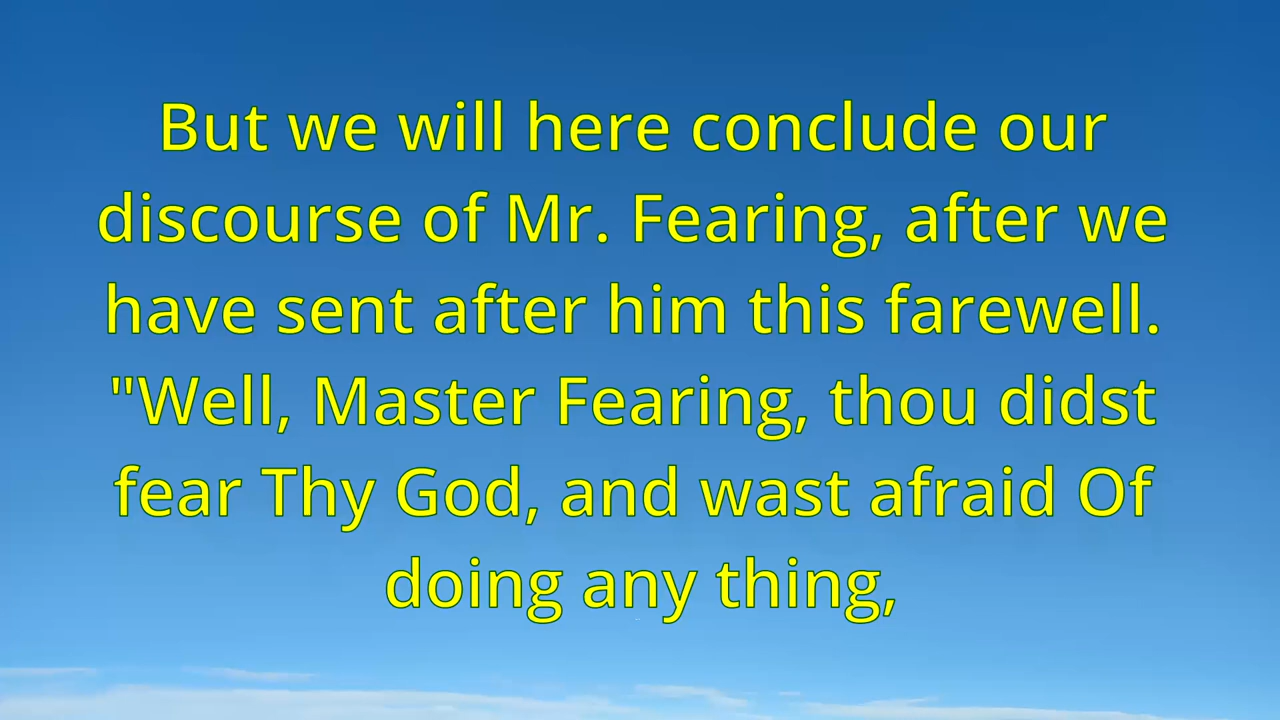 But we will here conclude our
discourse of Mr. Fearing, after we
have sent after him this farewell.
"Well, Master Fearing, thou didst
fear Thy God, and wast afraid Of
doing any thing,